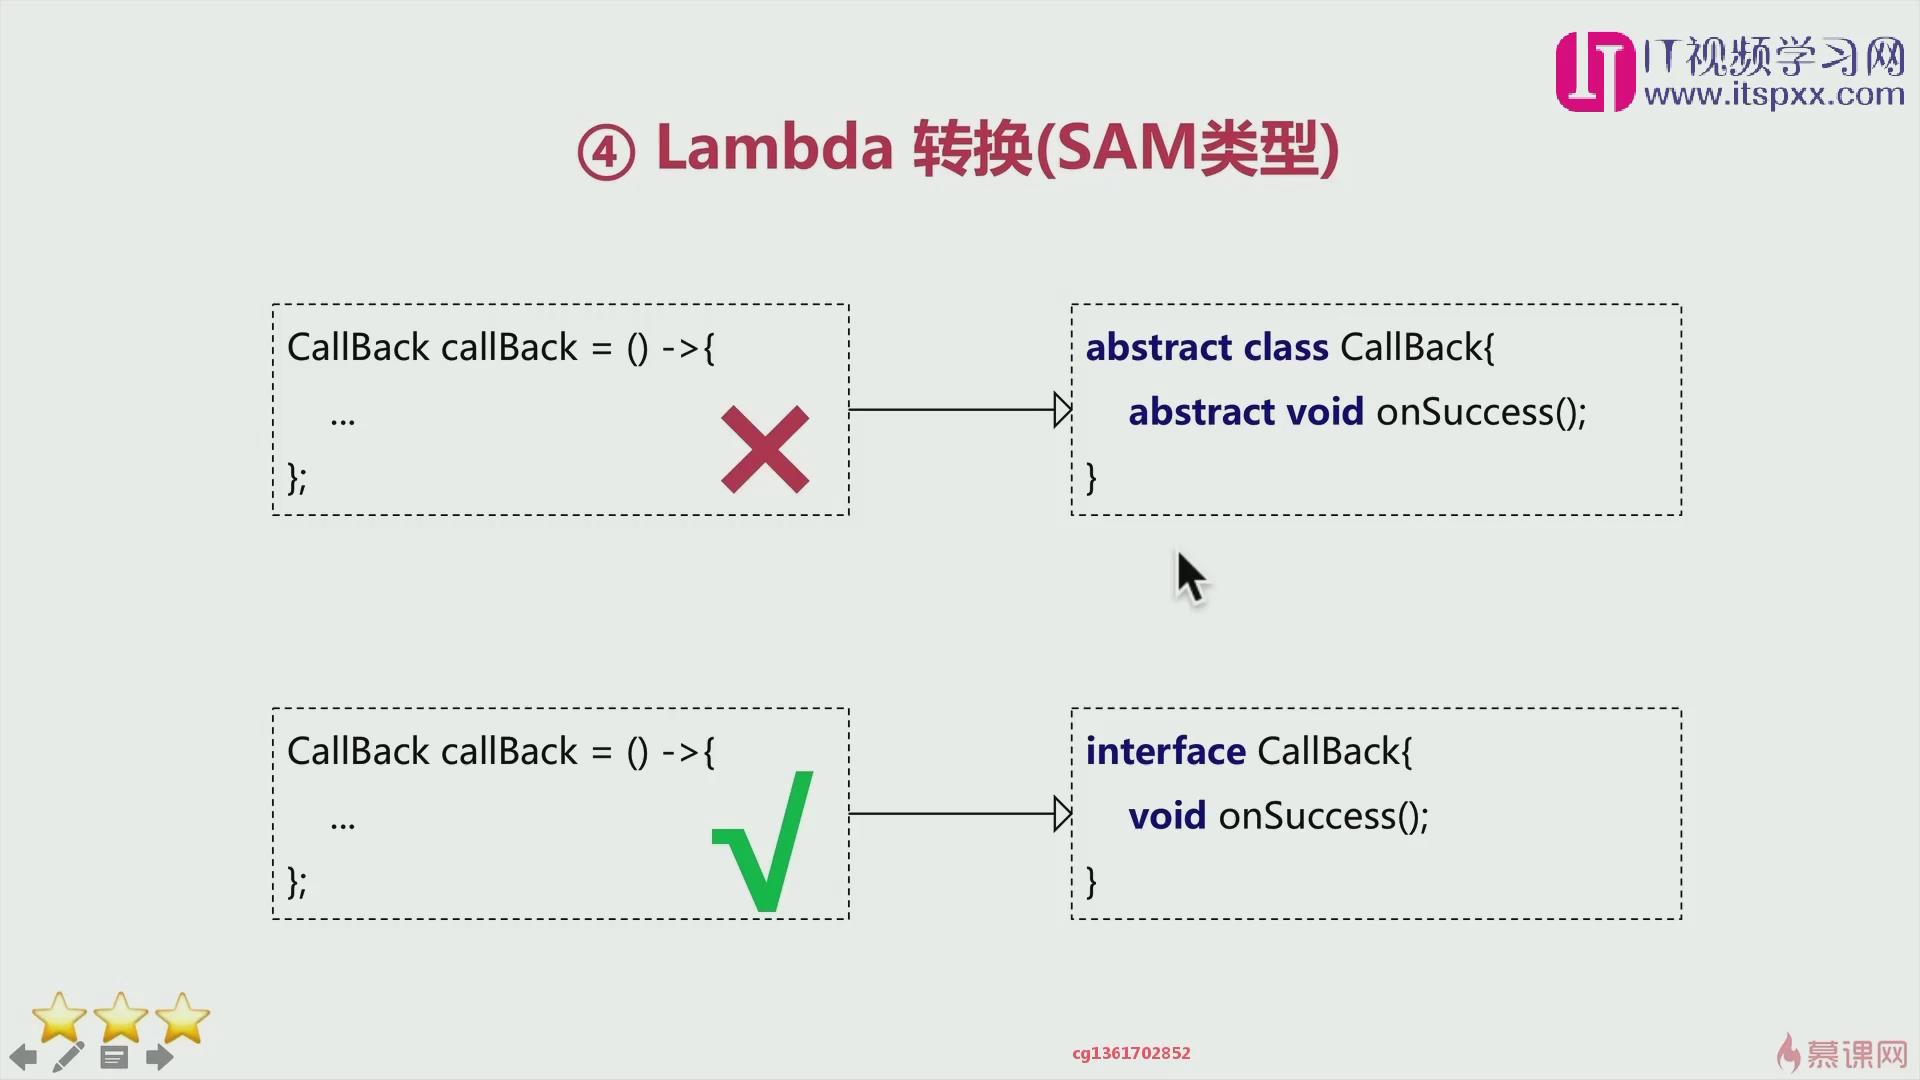 IT视频学习网
www.itspxx.com
④ Lambda 转换(SAM类型)
CallBack callBack = () ->{
...
};
abstract class CallBack{
abstract void onSuccess();
}
CallBack callBack = () ->{
...
};
interface CallBack{
void onSuccess();
}
cg1361702852
慕课网